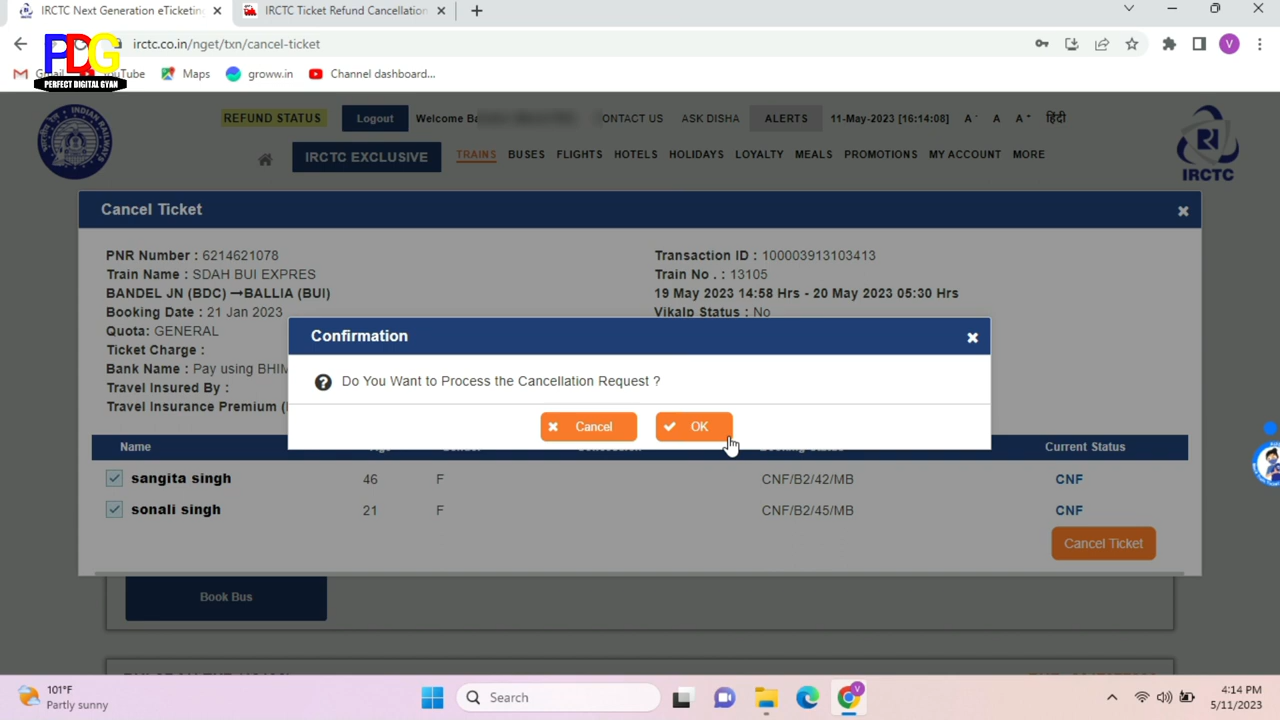 IRCTC Next Generation eTicketing
IRCTC Ticket Refund Cancellation
irctc.co.in/nget/txn/cancel-ticket
V
PDG
PERFECT DIGITAL GYAN
YouTube
Maps
groww.in
Channel dashboard...
INDIAN RAILWAYS
REFUND STATUS
Logout
Welcome
ONTACT US
ASK DISHA
ALERTS
11-May-2023 [16:14:08]
A-
A
A+
हिंदी
IRCTC EXCLUSIVE
TRAINS
BUSES
FLIGHTS
HOTELS
HOLIDAYS
LOYALTY
MEALS
PROMOTIONS
MY ACCOUNT
MORE
IRCTC
Cancel Ticket
PNR Number : 6214621078
Transaction ID : 100003913103413
Train Name : SDAH BUI EXPRES
Train No . : 13105
BANDEL JN (BDC) →BALLIA (BUI)
19 May 2023 14:58 Hrs - 20 May 2023 05:30 Hrs
Booking Date : 21 Jan 2023
Vikalp Status : No
Quota: GENERAL
Ticket Charge :
Bank Name : Pay using BHIM
Travel Insured By :
Travel Insurance Premium (
Confirmation
Do You Want to Process the Cancellation Request ?
Cancel
OK
Name
Current Status
sangita singh 46 F CNF/B2/42/MB CNF
sonali singh 21 F CNF/B2/45/MB CNF
Cancel Ticket
Book Bus
101°F
Partly sunny
Search
4:14 PM
5/11/2023